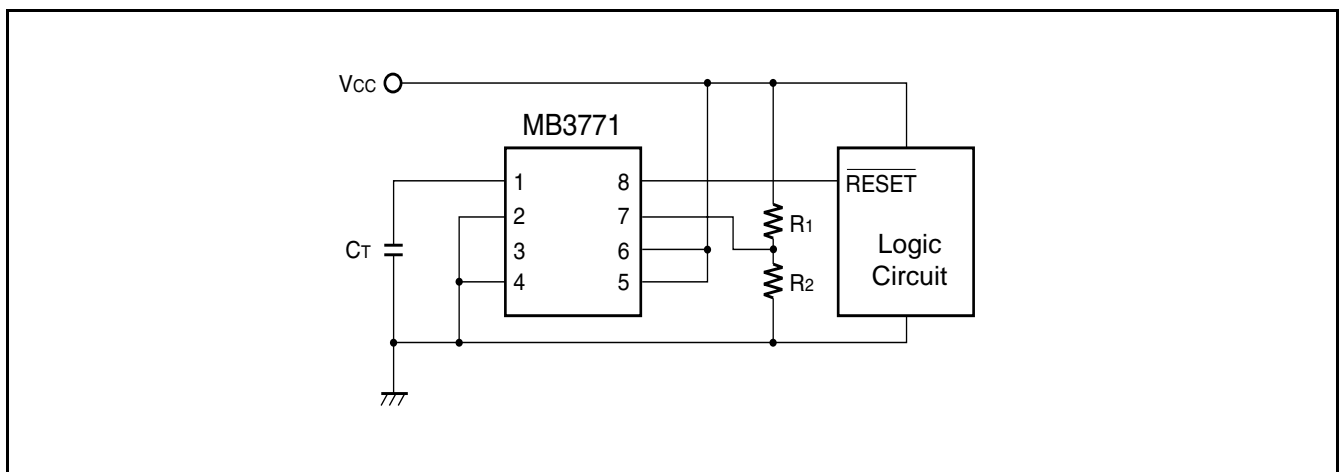 VCC
MB3771
1 8
2 7
3 6
4 5
CT
R1
R2
RESET
Logic
Circuit